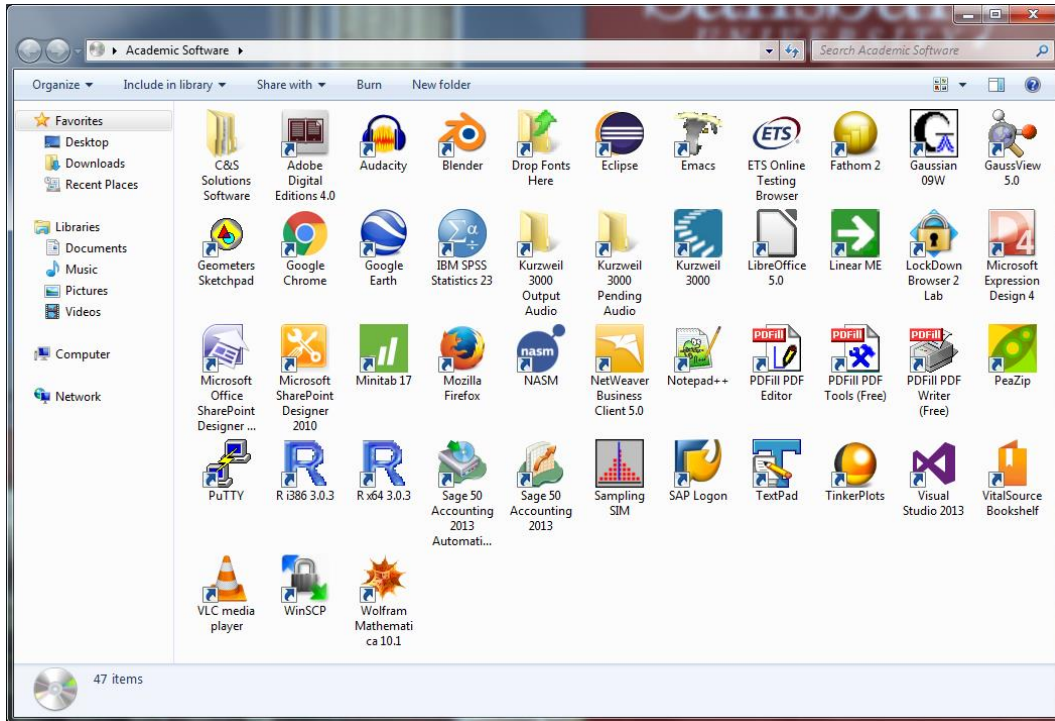 Academic Software
Search Academic Software
Organize Include in library Share with Burn New folder
Favorites
Desktop
Downloads
Recent Places
Libraries
Documents
Music
Pictures
Videos
Computer
Network
C&S
Solutions
Software
Adobe
Digital
Editions 4.0
Audacity
Blender
Drop Fonts
Here
Eclipse
Emacs
ETS
ETS Online
Testing
Browser
Fathom 2
Gaussian
09W
GaussView
5.0
Geometers
Sketchpad
Google
Chrome
Google
Earth
IBM SPSS
Statistics 23
Kurzweil
3000
Output
Audio
Kurzweil
3000
Pending
Audio
Kurzweil
3000
LibreOffice
5.0
Linear ME
LockDown
Browser 2
Lab
Microsoft
Expression
Design 4
Microsoft
Office
SharePoint
Designer ...
Microsoft
SharePoint
Designer
2010
Minitab 17
Mozilla
Firefox
nasm
NASM
NetWeaver
Business
Client 5.0
Notepad++
PDFill
PDFill PDF
Editor
PDFill
PDFill PDF
Tools (Free)
PDFill
PDFill PDF
Writer
(Free)
PeaZip
PuTTY
R i386 3.0.3
R x64 3.0.3
Sage 50
Accounting
2013
Automati...
Sage 50
Accounting
2013
Sampling
SIM
SAP Logon
TextPad
TinkerPlots
Visual
Studio 2013
VitalSource
Bookshelf
VLC media
player
WinSCP
Wolfram
Mathemati
ca 10.1
47 items